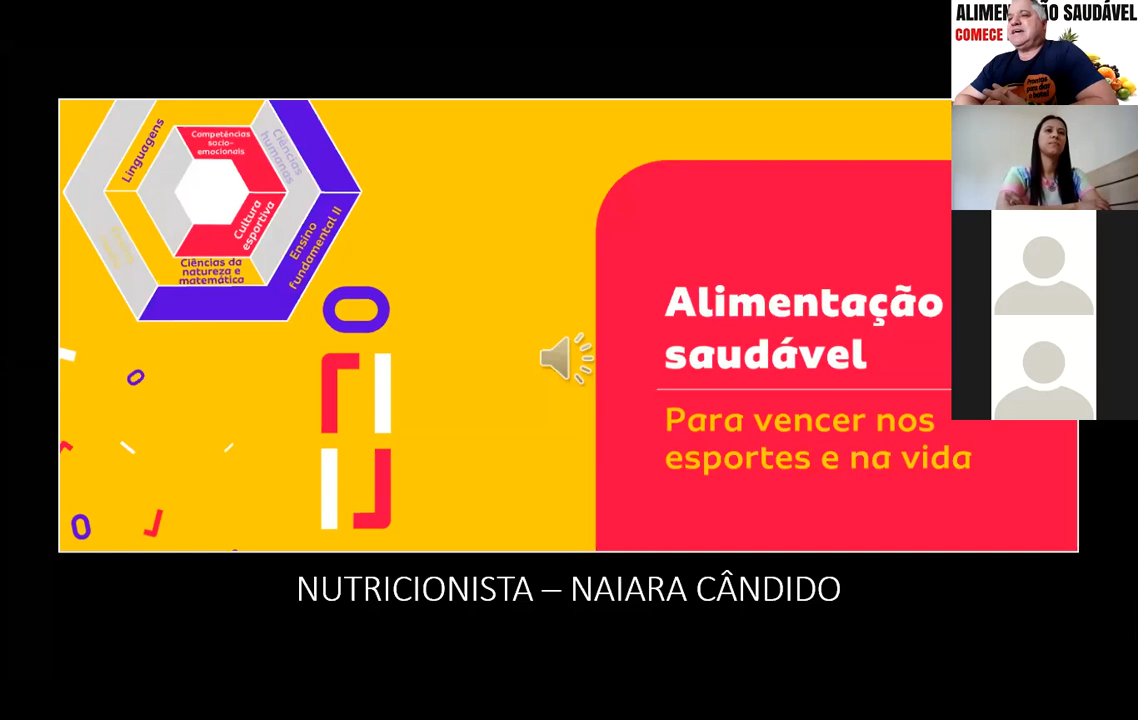 Linguagens
Competências
socio-
emocionais
Ciências
humanas
Cultura
esportiva
Ensino
fundamental II
Ciências da
natureza e
matemática
Alimentação
saudável
Para vencer nos
esportes e na vida
NUTRICIONISTA – NAIARA CÂNDIDO
SAUDÁVEL
COMECE